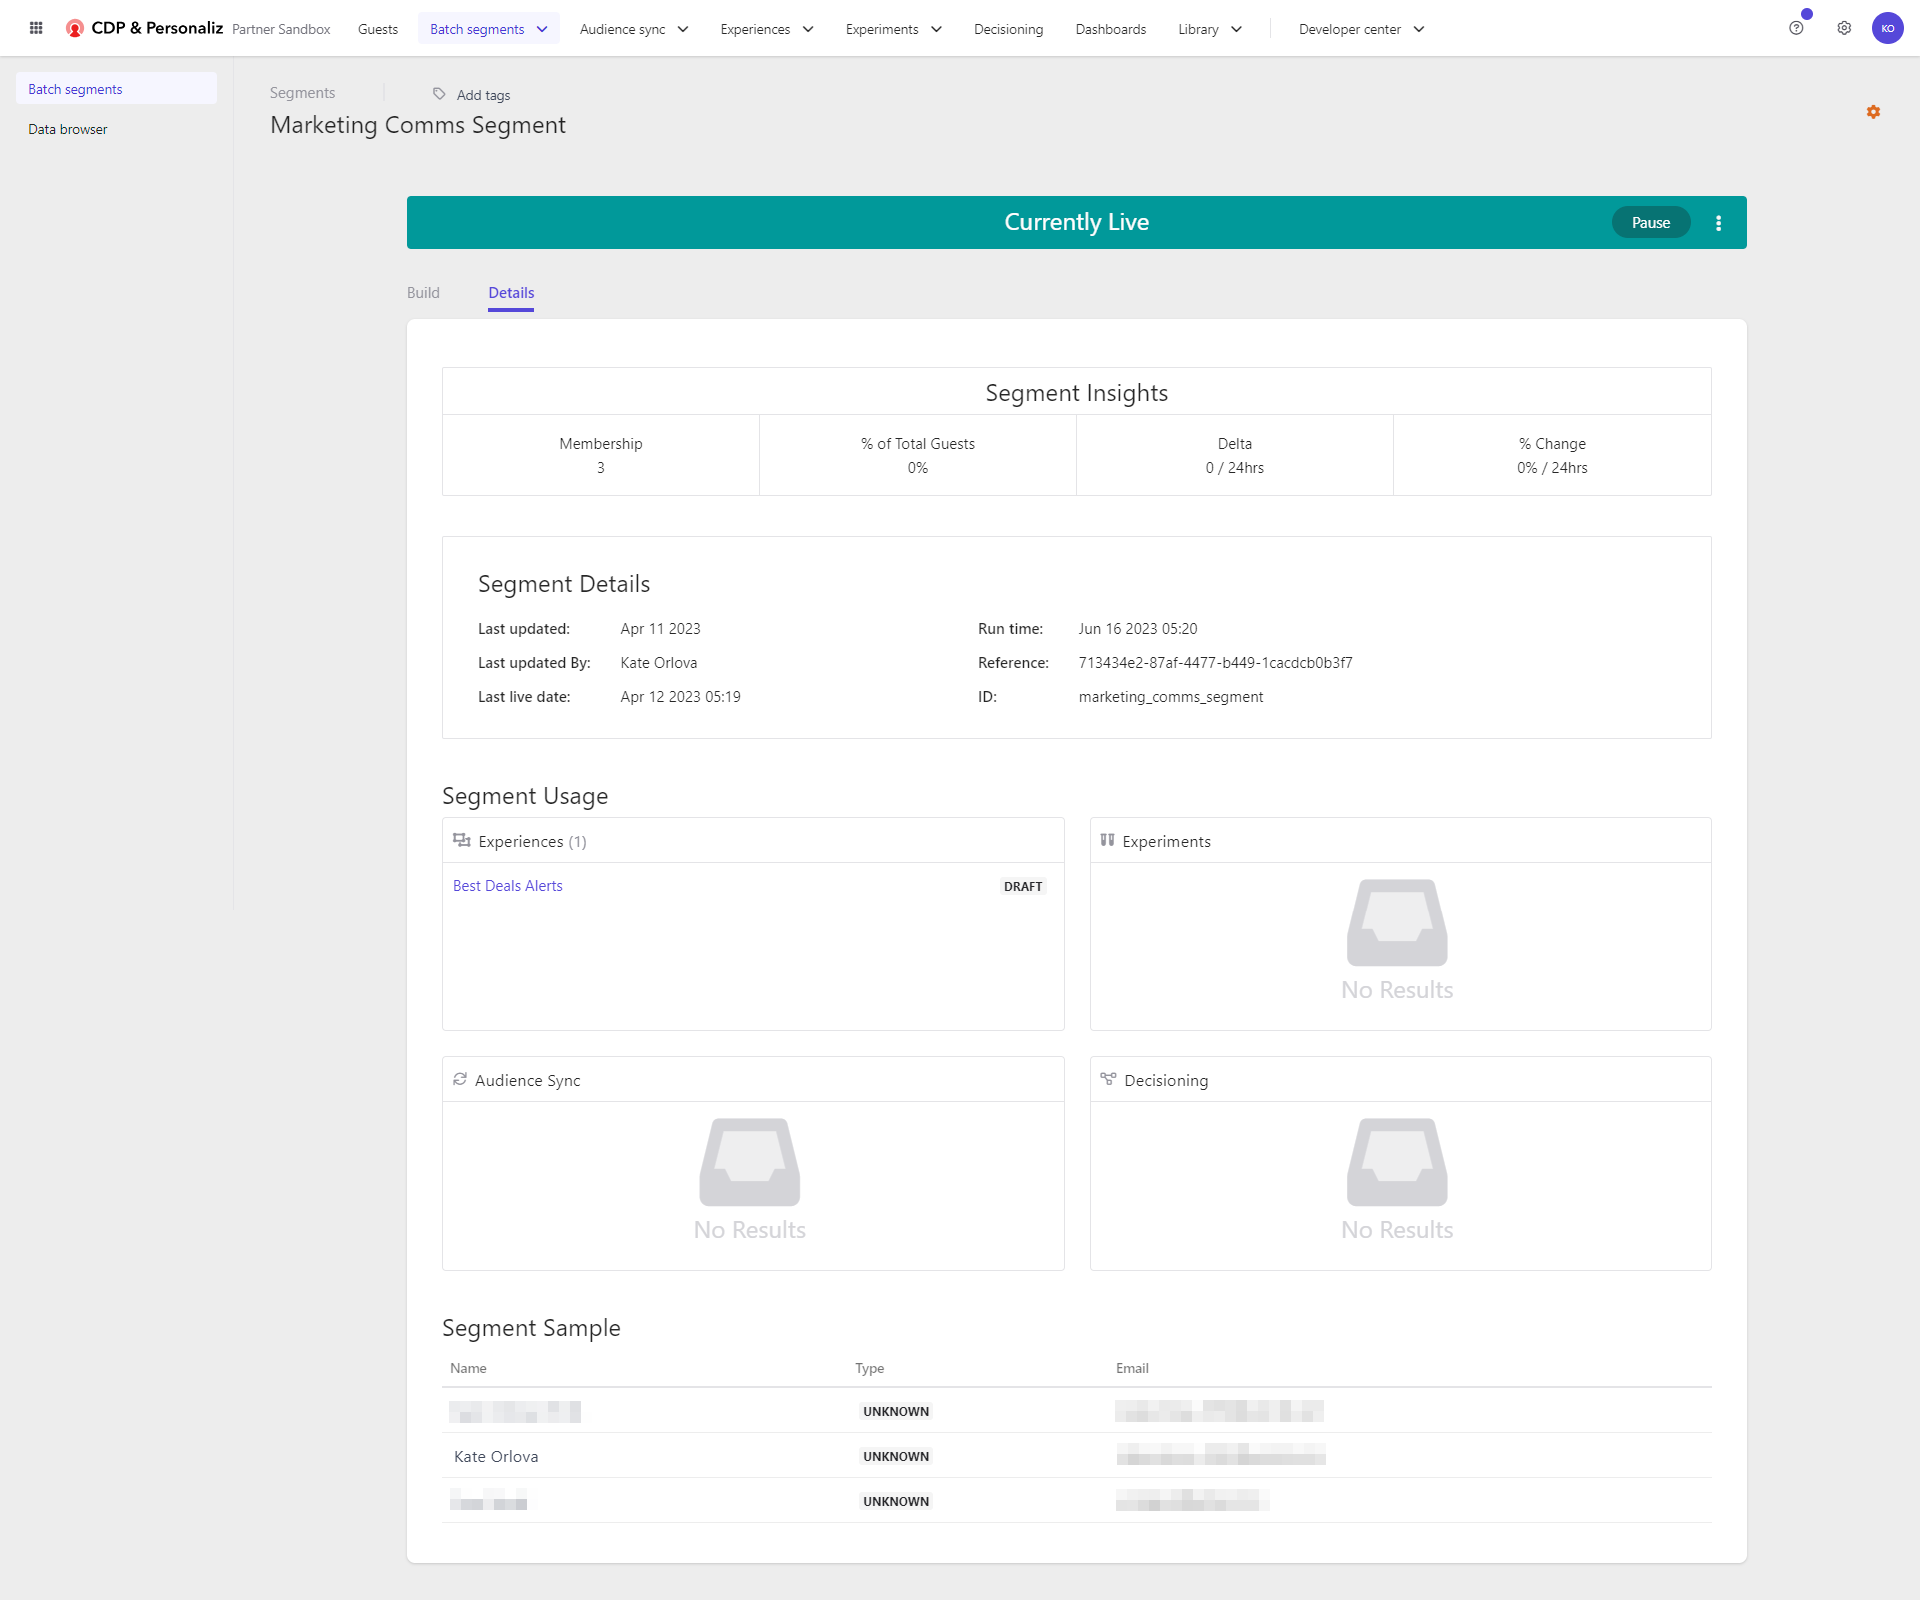 CDP & Personaliz Partner Sandbox Guests Batch segments Audience sync Experiences Experiments Decisioning Dashboards Library Developer center KO
Batch segments
Data browser
Segments Add tags
Marketing Comms Segment
Currently Live Pause
Build Details
Segment Insights
Membership % of Total Guests Delta % Change
3 0% 0 / 24hrs 0% / 24hrs
Segment Details
Last updated: Apr 11 2023 Run time: Jun 16 2023 05:20
Last updated By: Kate Orlova Reference: 713434e2-87af-4477-b449-1cacdcb0b3f7
Last live date: Apr 12 2023 05:19 ID: marketing_comms_segment
Segment Usage
Experiences (1) Experiments
Best Deals Alerts DRAFT
No Results
Audience Sync Decisioning
No Results No Results
Segment Sample
Name Type Email
UNKNOWN
Kate Orlova UNKNOWN
UNKNOWN